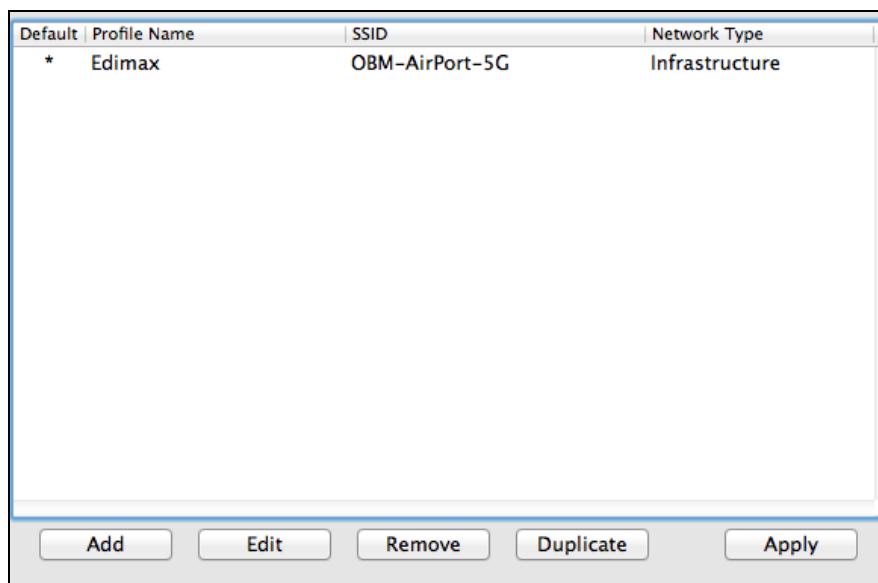 Default Profile Name SSID Network Type
* Edimax OBM-AirPort-5G Infrastructure
Add Edit Remove Duplicate Apply